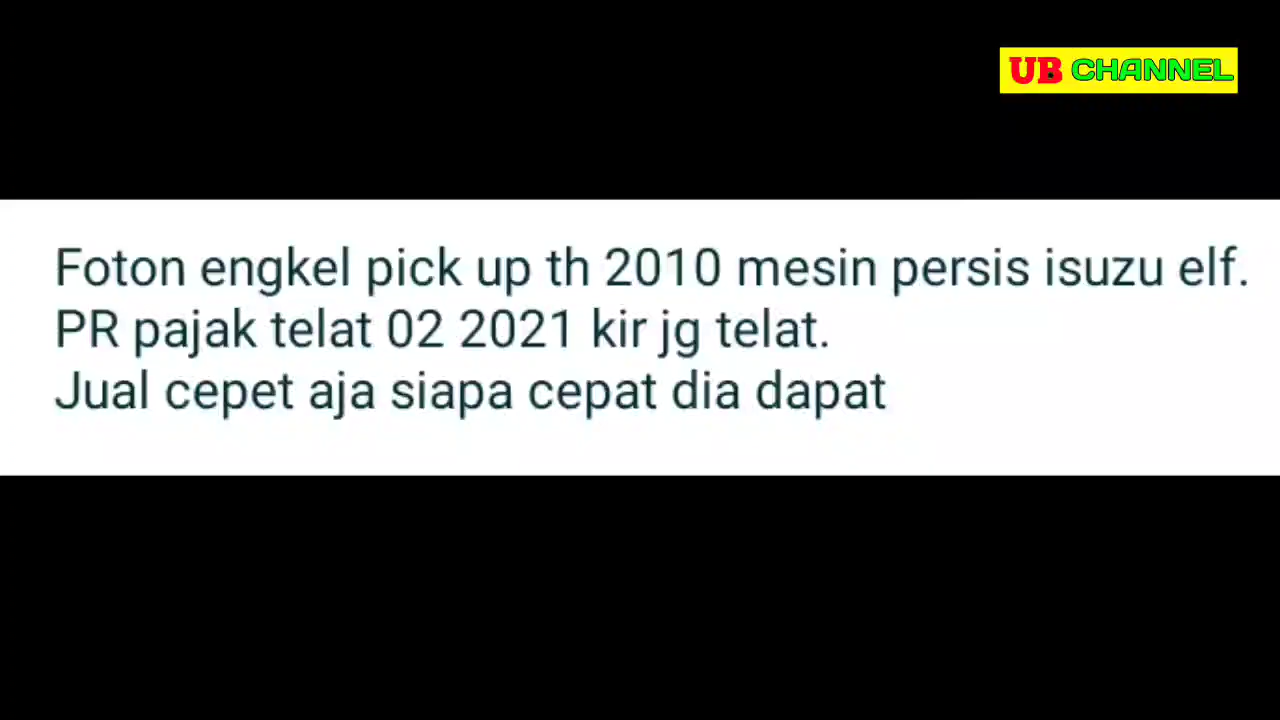 UB CHANNEL
Foton engkel pick up th 2010 mesin persis isuzu elf.
PR pajak telat 02 2021 kir jg telat.
Jual cepet aja siapa cepat dia dapat